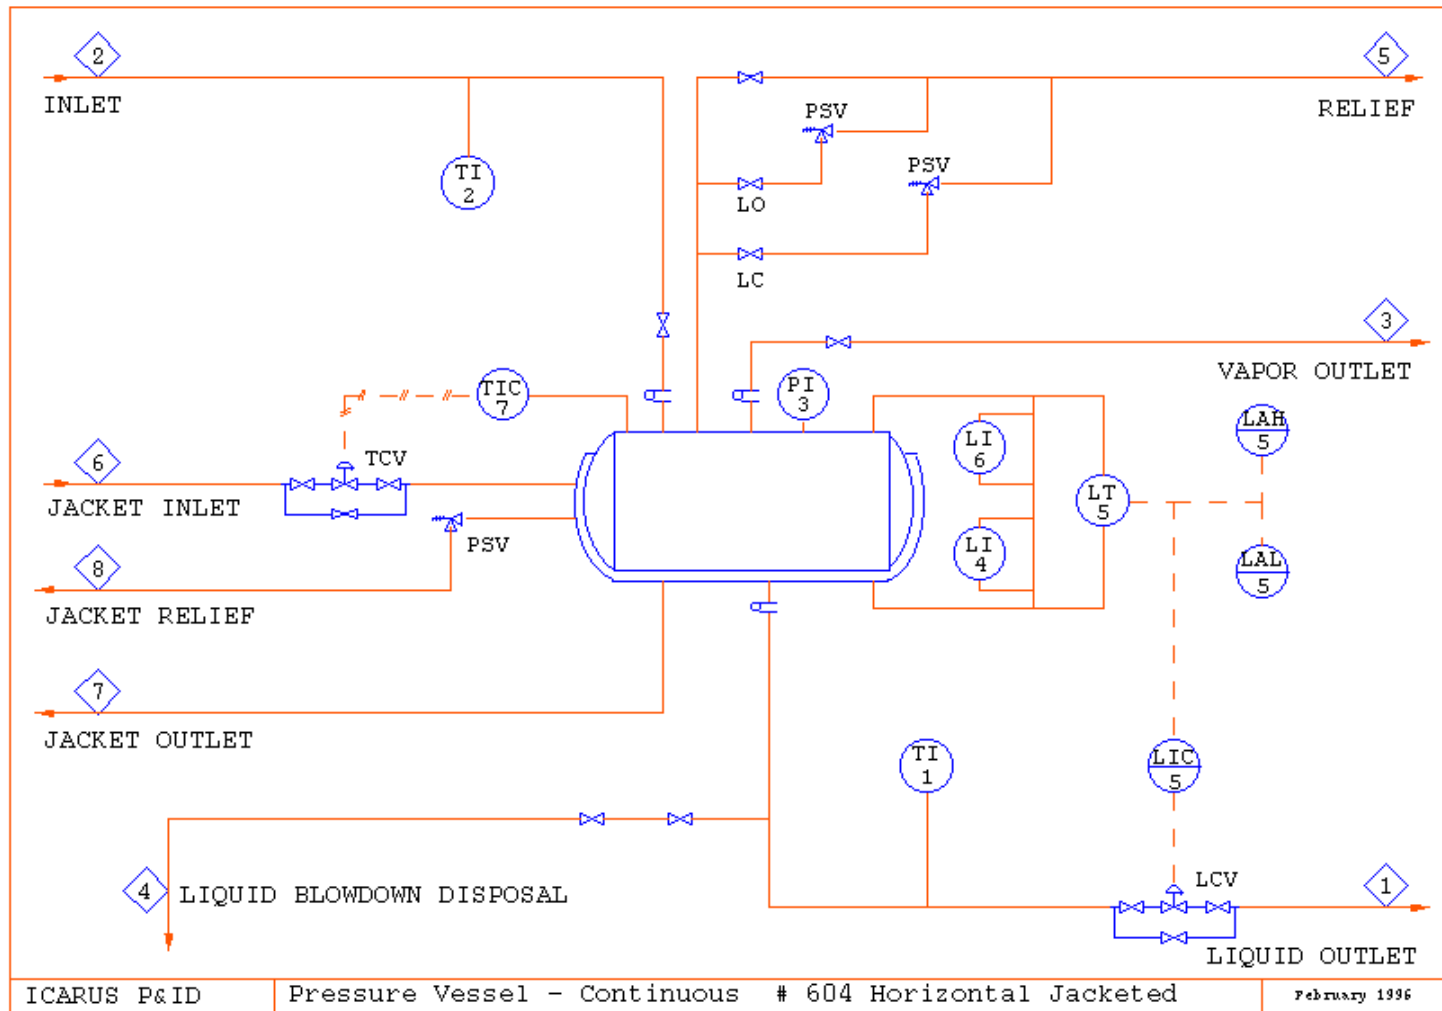 2
5
INLET
RELIEF
PSV
TI
2
PSV
LO
LC
3
VAPOR OUTLET
TIC
7
PI
3
LAH
5
LI
6
6
TCV
JACKET INLET
LT
5
PSV
LI
4
LAL
5
8
JACKET RELIEF
7
JACKET OUTLET
TI
1
LIC
5
4
LIQUID BLOWDOWN DISPOSAL
LCV
1
LIQUID OUTLET
ICARUS P&ID
Pressure Vessel - Continuous # 604 Horizontal Jacketed
February 1996